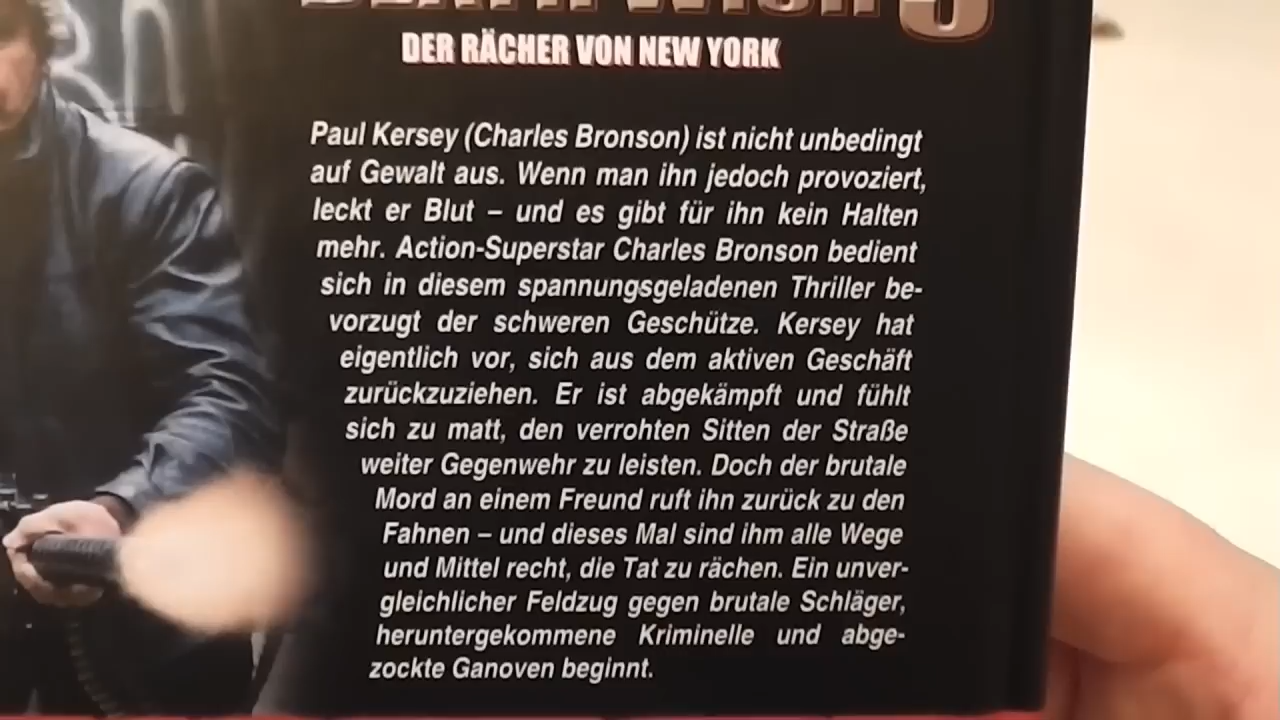 DEATH WISH 3
DER RÄCHER VON NEW YORK
Paul Kersey (Charles Bronson) ist nicht unbedingt
auf Gewalt aus. Wenn man ihn jedoch provoziert,
leckt er Blut – und es gibt für ihn kein Halten
mehr. Action-Superstar Charles Bronson bedient
sich in diesem spannungsgeladenen Thriller be-
vorzugt der schweren Geschütze. Kersey hat
eigentlich vor, sich aus dem aktiven Geschäft
zurückzuziehen. Er ist abgekämpft und fühlt
sich zu matt, den verrohten Sitten der Straße
weiter Gegenwehr zu leisten. Doch der brutale
Mord an einem Freund ruft ihn zurück zu den
Fahnen – und dieses Mal sind ihm alle Wege
und Mittel recht, die Tat zu rächen. Ein unver-
gleichlicher Feldzug gegen brutale Schläger,
heruntergekommene Kriminelle und abge-
zockte Ganoven beginnt.